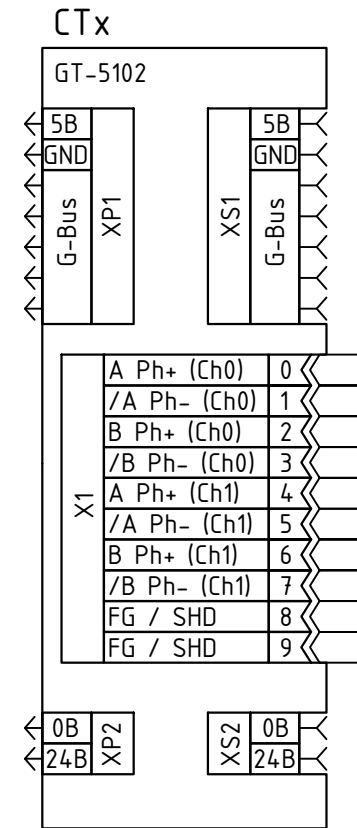 CTx
GT-5102
5В
GND
G-Bus
XP1
XS1
5В
GND
G-Bus
X1
A Ph+ (Ch0) 0
/A Ph- (Ch0) 1
B Ph+ (Ch0) 2
/B Ph- (Ch0) 3
A Ph+ (Ch1) 4
/A Ph- (Ch1) 5
B Ph+ (Ch1) 6
/B Ph- (Ch1) 7
FG / SHD 8
FG / SHD 9
0В
24В
XP2
XS2
0В
24В